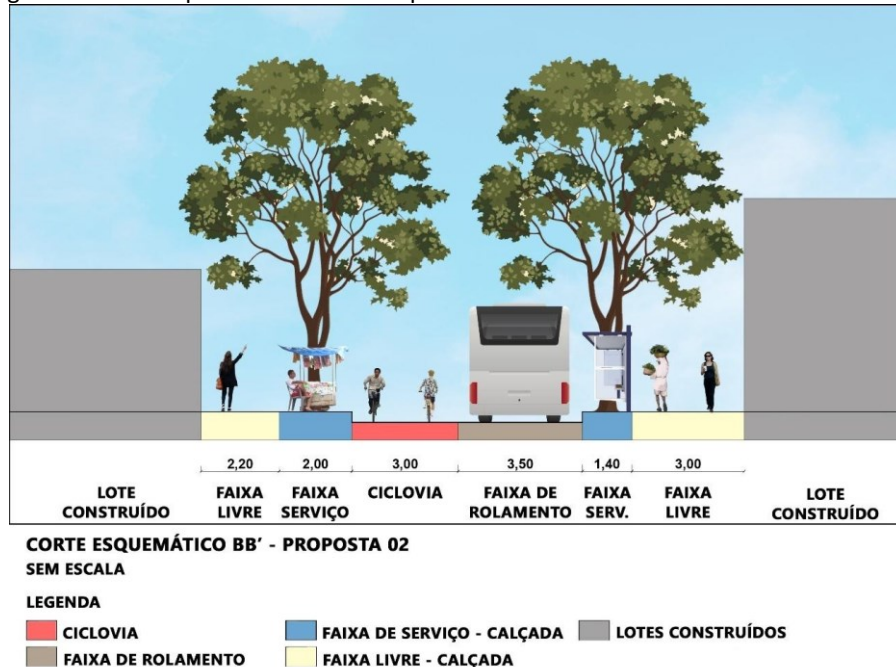 2,20 2,00 3,00 3,50 1,40 3,00
LOTE CONSTRUÍDO
FAIXA LIVRE
FAIXA SERVIÇO
CICLOVIA
FAIXA DE ROLAMENTO
FAIXA SERV.
FAIXA LIVRE
LOTE CONSTRUÍDO
CORTE ESQUEMÁTICO BB' - PROPOSTA 02
SEM ESCALA
LEGENDA
CICLOVIA
FAIXA DE ROLAMENTO
FAIXA DE SERVIÇO - CALÇADA
FAIXA LIVRE - CALÇADA
LOTES CONSTRUÍDOS